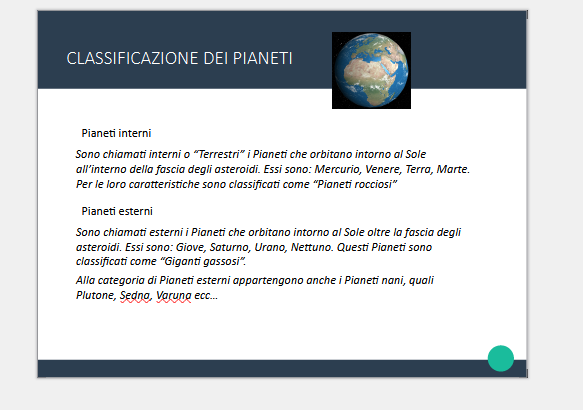 CLASSIFICAZIONE DEI PIANETI
Pianeti interni
Sono chiamati interni o “Terrestri” i Pianeti che orbitano intorno al Sole
all’interno della fascia degli asteroidi. Essi sono: Mercurio, Venere, Terra, Marte.
Per le loro caratteristiche sono classificati come “Pianeti rocciosi”
Pianeti esterni
Sono chiamati esterni i Pianeti che orbitano intorno al Sole oltre la fascia degli
asteroidi. Essi sono: Giove, Saturno, Urano, Nettuno. Questi Pianeti sono
classificati come “Giganti gassosi”.
Alla categoria di Pianeti esterni appartengono anche i Pianeti nani, quali
Plutone, Sedna, Varuna ecc…